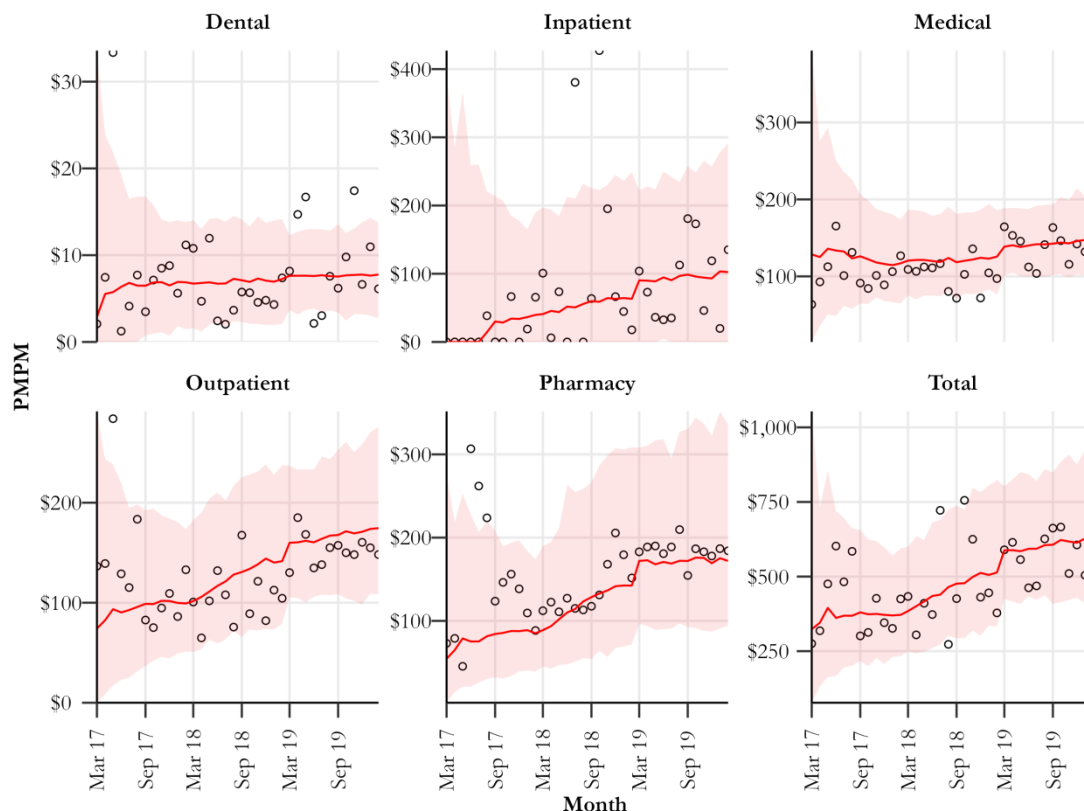 Dental
Inpatient
Medical
$30
$20
$10
$0
$400
$300
$200
$100
$0
$300
$200
$100
PMPM
Outpatient
Pharmacy
Total
$200
$100
$0
$300
$200
$100
$1,000
$750
$500
$250
Mar 17
Sep 17
Mar 18
Sep 18
Mar 19
Sep 19
Mar 17
Sep 17
Mar 18
Sep 18
Mar 19
Sep 19
Mar 17
Sep 17
Mar 18
Sep 18
Mar 19
Sep 19
Month